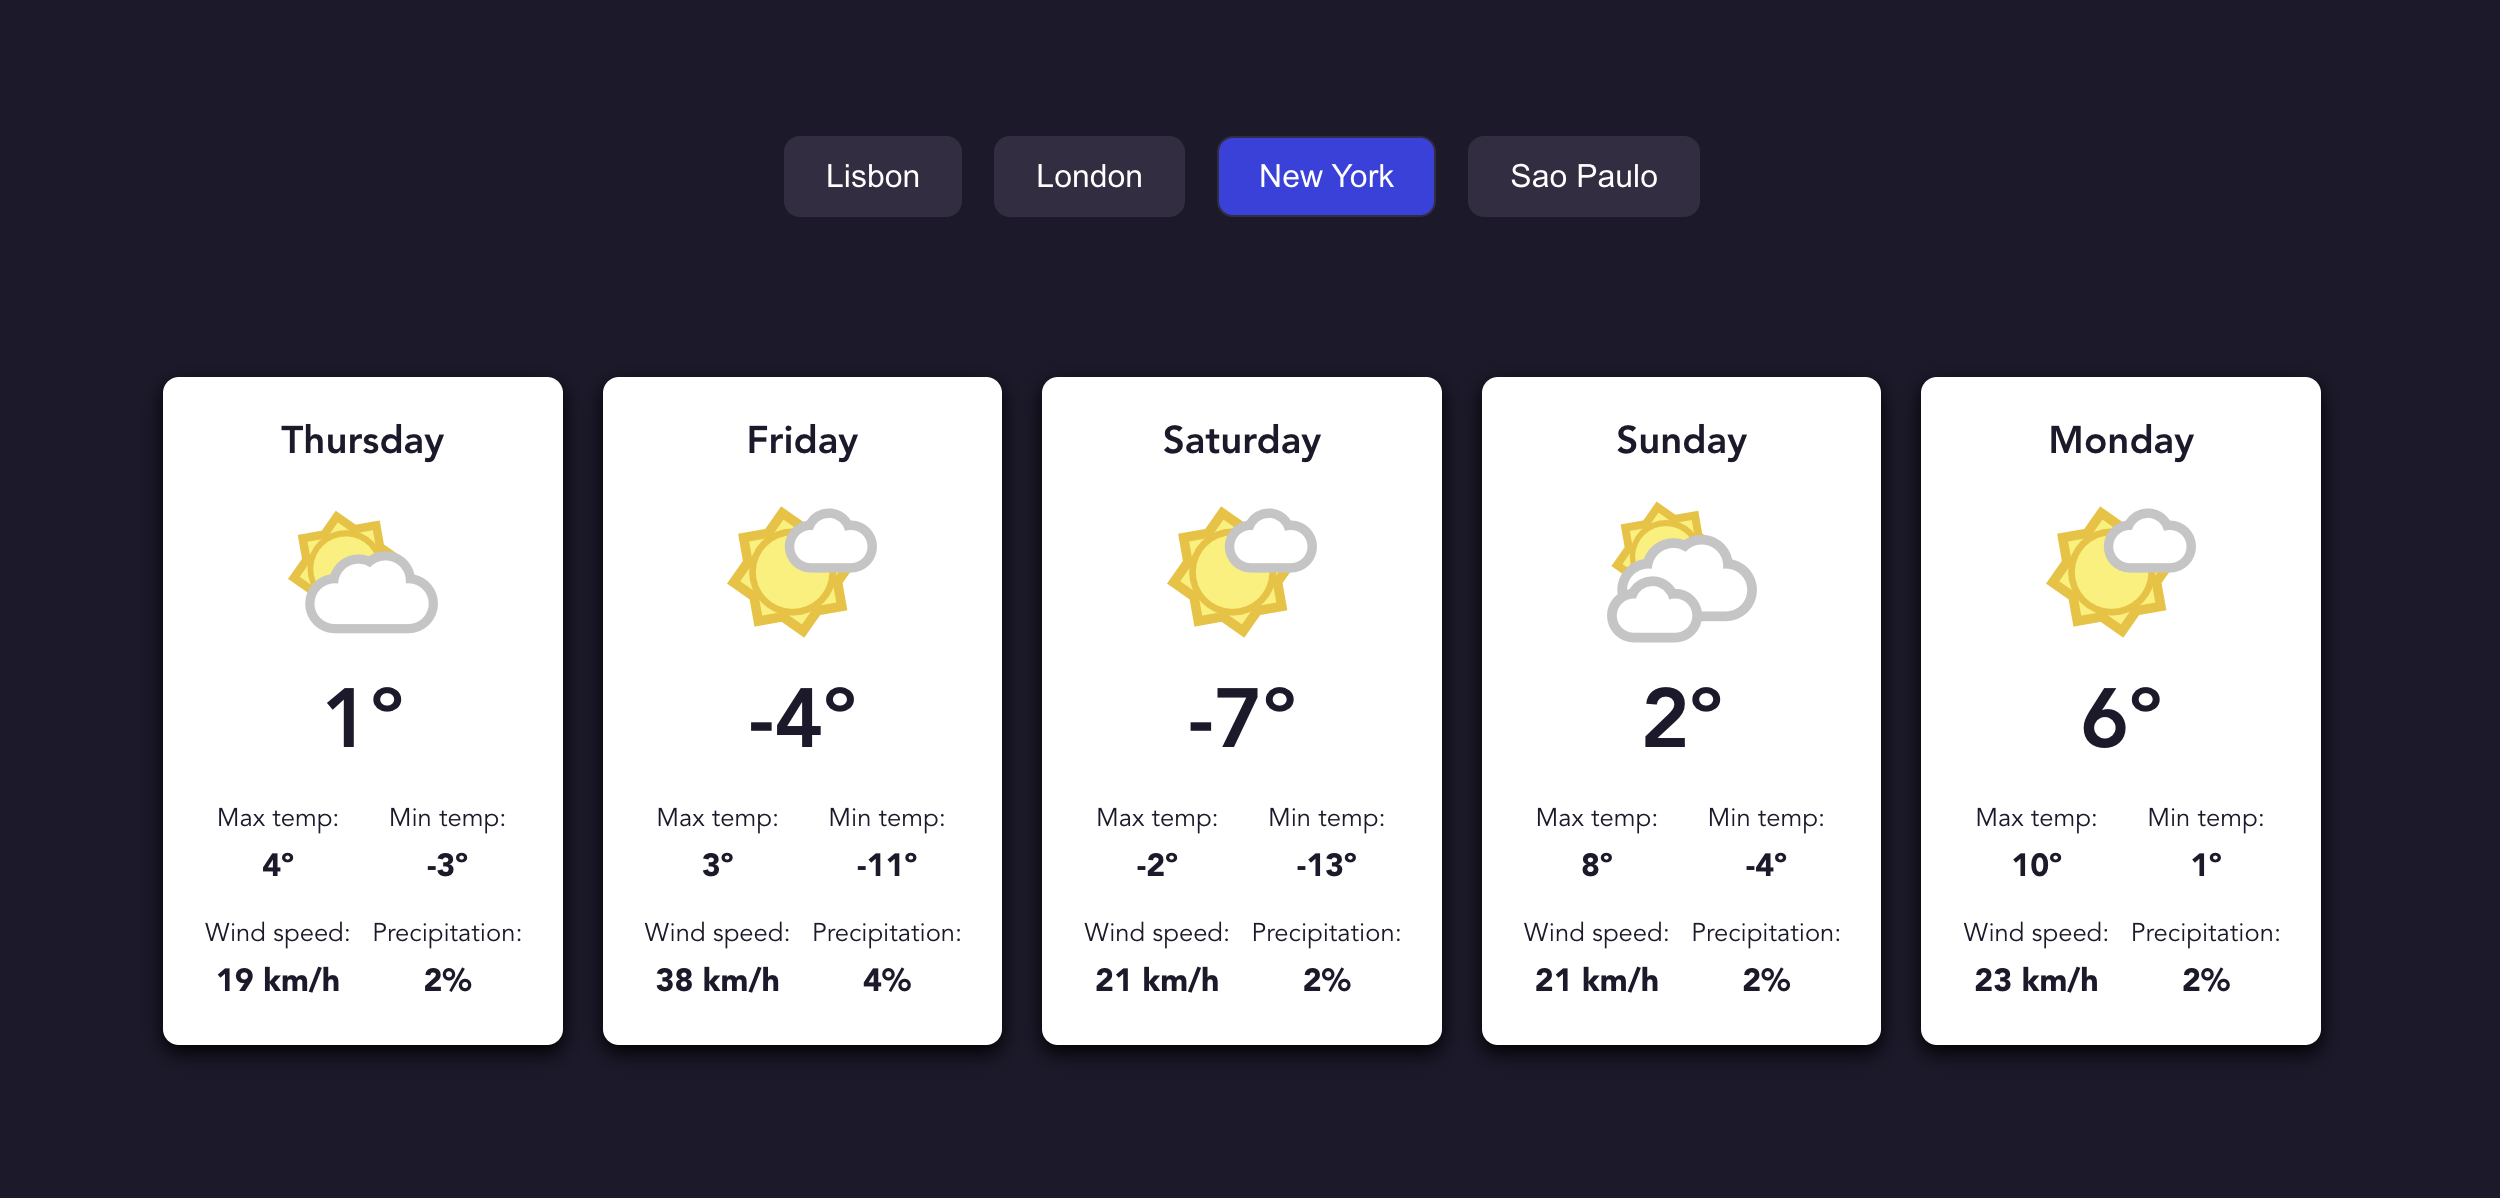 Lisbon
London
New York
Sao Paulo
Thursday
1°
Max temp: Min temp:
4° -3°
Wind speed: Precipitation:
19 km/h 2%
Friday
-4°
Max temp: Min temp:
3° -11°
Wind speed: Precipitation:
38 km/h 4%
Saturday
-7°
Max temp: Min temp:
-2° -13°
Wind speed: Precipitation:
21 km/h 2%
Sunday
2°
Max temp: Min temp:
8° -4°
Wind speed: Precipitation:
21 km/h 2%
Monday
6°
Max temp: Min temp:
10° 1°
Wind speed: Precipitation:
23 km/h 2%